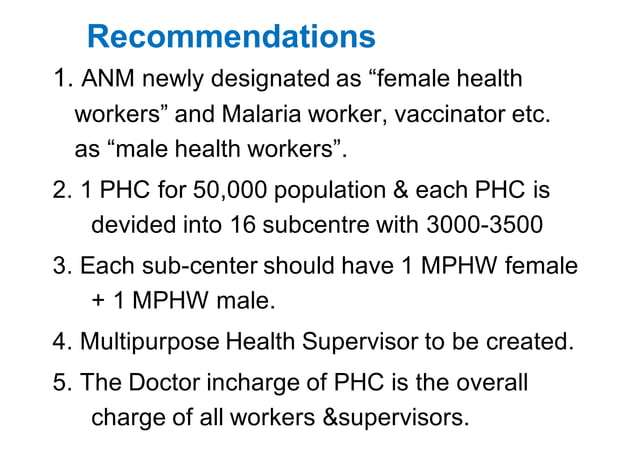 Recommendations
1. ANM newly designated as “female health
workers” and Malaria worker, vaccinator etc.
as “male health workers”.
2. 1 PHC for 50,000 population & each PHC is
devided into 16 subcentre with 3000-3500
3. Each sub-center should have 1 MPHW female
+ 1 MPHW male.
4. Multipurpose Health Supervisor to be created.
5. The Doctor incharge of PHC is the overall
charge of all workers &supervisors.